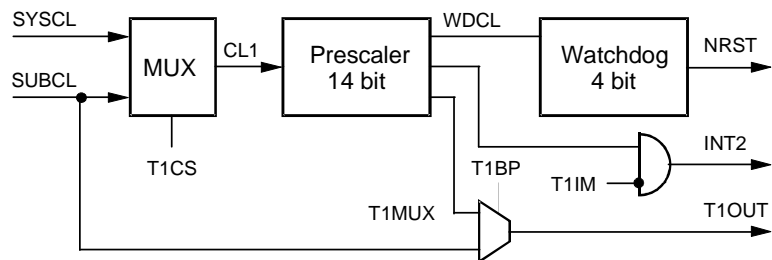 SYSCL
SUBCL
MUX
T1CS
CL1
Prescaler
14 bit
WDCL
Watchdog
4 bit
NRST
INT2
T1BP
T1IM
T1MUX
T1OUT